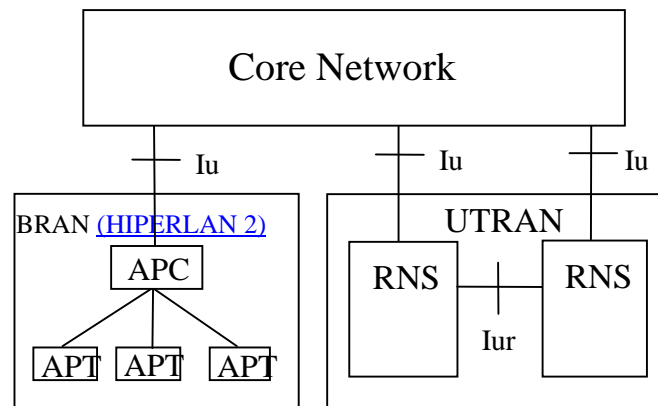 Core Network
Iu
Iu
Iu
BRAN (HIPERLAN 2)
UTRAN
APC
RNS
RNS
Iur
APT
APT
APT